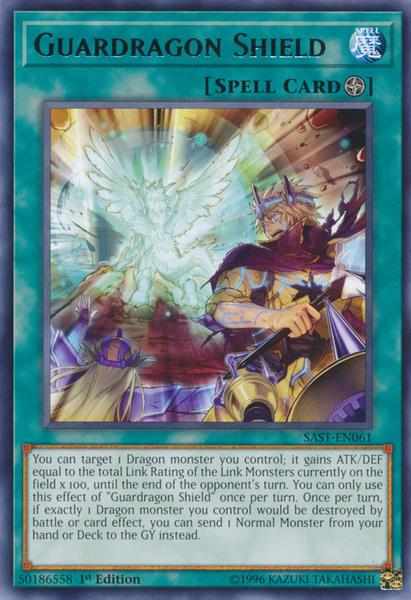 GUARDRAGON SHIELD
SPELL
魔
[SPELL CARD]
SAST-EN061
You can target 1 Dragon monster you control; it gains ATK/DEF
equal to the total Link Rating of the Link Monsters currently on the
field x 100, until the end of the opponent's turn. You can only use
this effect of "Guardragon Shield" once per turn. Once per turn,
if exactly 1 Dragon monster you control would be destroyed by
battle or card effect, you can send 1 Normal Monster from your
hand or Deck to the GY instead.
50186558 1st Edition ©1996 KAZUKI TAKAHASHI